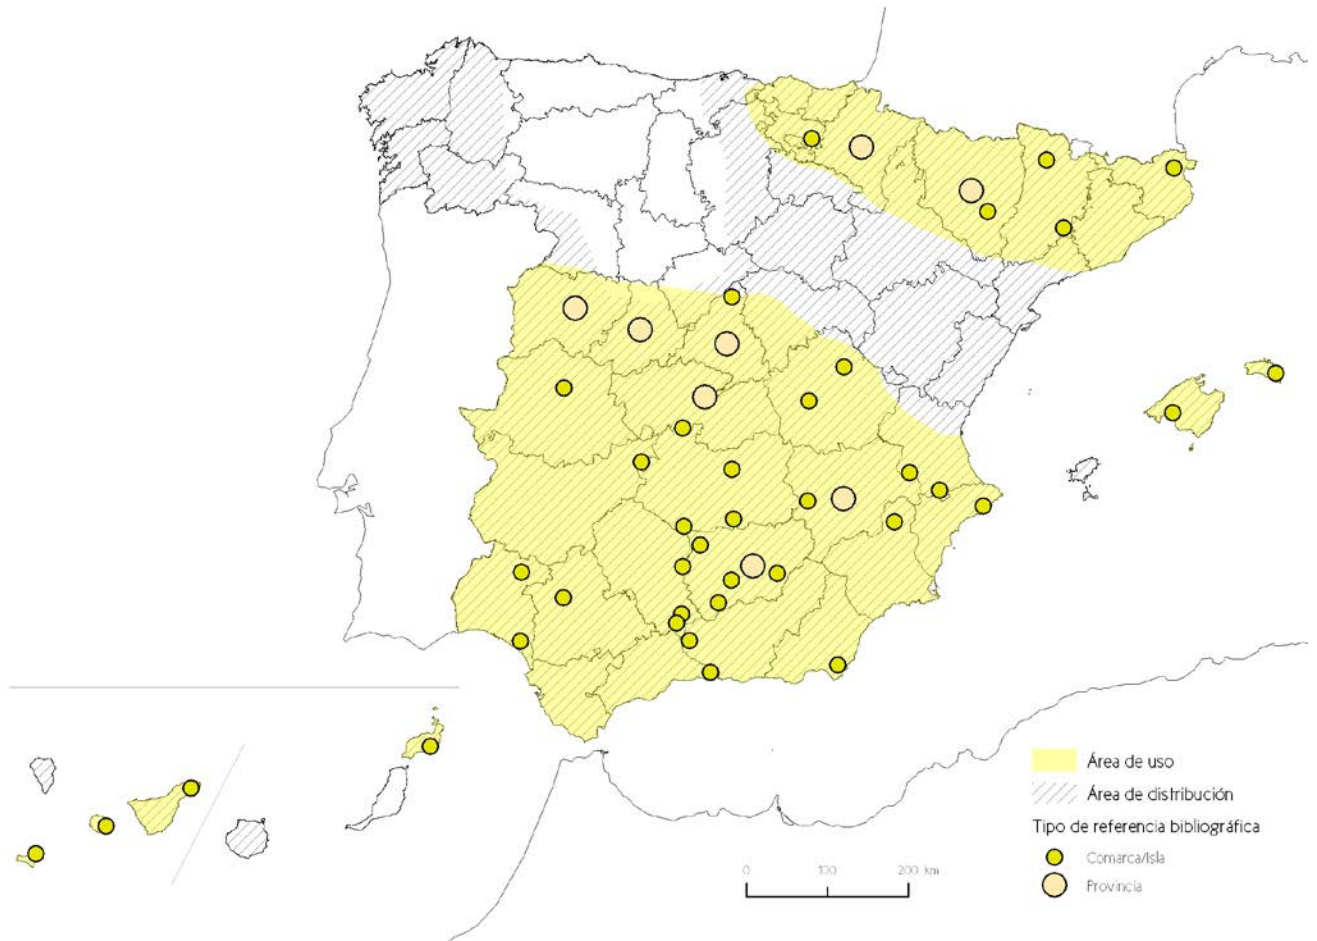 Área de uso
Área de distribución
Tipo de referencia bibliográfica
Comarca/Isla
Provincia
0 100 200 km